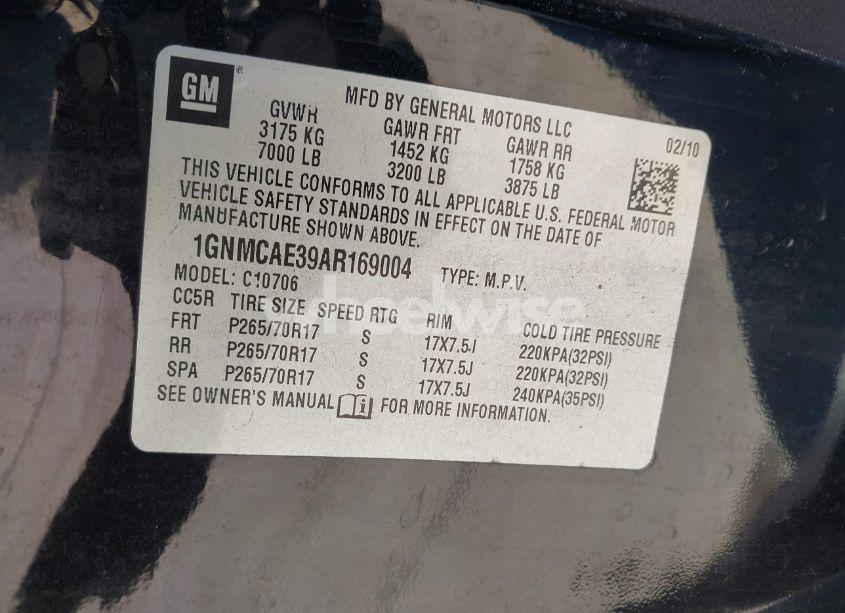 GM ®
MFD BY GENERAL MOTORS LLC
02/10
GVWR GAWR FRT GAWR RR
3175 KG 1452 KG 1758 KG
7000 LB 3200 LB 3875 LB
THIS VEHICLE CONFORMS TO ALL APPLICABLE U.S. FEDERAL MOTOR
VEHICLE SAFETY STANDARDS IN EFFECT ON THE DATE OF
MANUFACTURE SHOWN ABOVE.
1GNMCAE39AR169004 TYPE: M.P.V.
MODEL: C10706
CC5R TIRE SIZE SPEED RTG RIM COLD TIRE PRESSURE
FRT P265/70R17 S 17X7.5J 220KPA(32PSI)
RR P265/70R17 S 17X7.5J 220KPA(32PSI)
SPA P265/70R17 S 17X7.5J 240KPA(35PSI)
SEE OWNER'S MANUAL i FOR MORE INFORMATION.